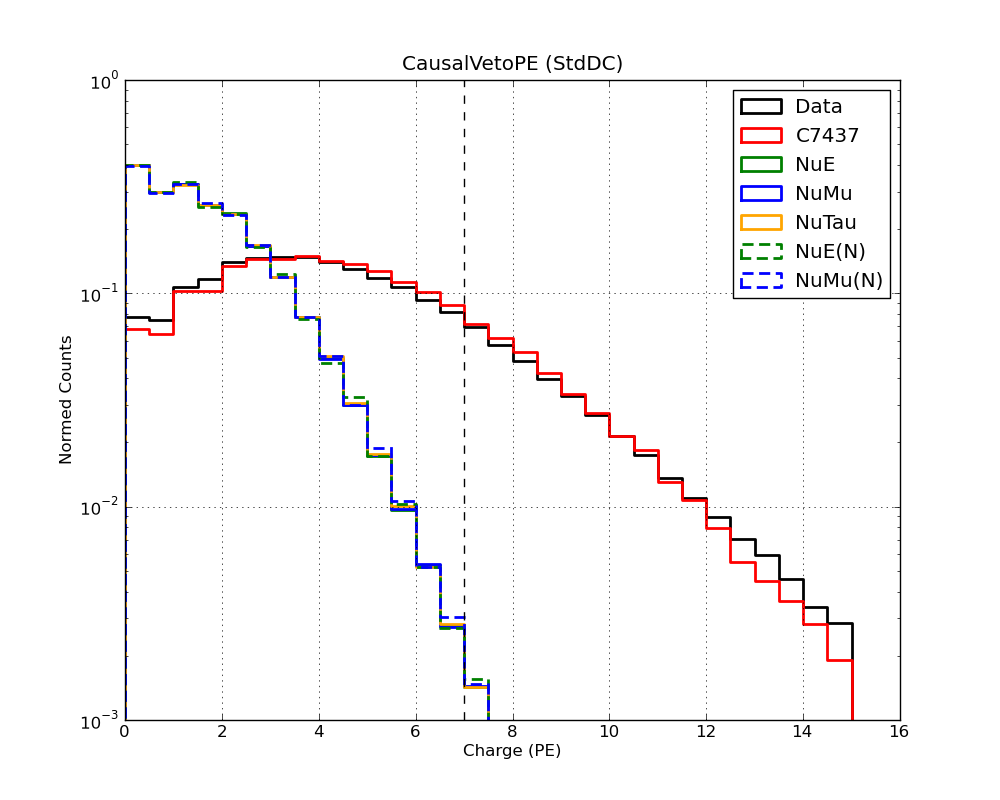 CausalVetoPE (StdDC)
10^0
10^-1
10^-2
10^-3
Normed Counts
Data
C7437
NuE
NuMu
NuTau
NuE(N)
NuMu(N)
0 2 4 6 8 10 12 14 16
Charge (PE)